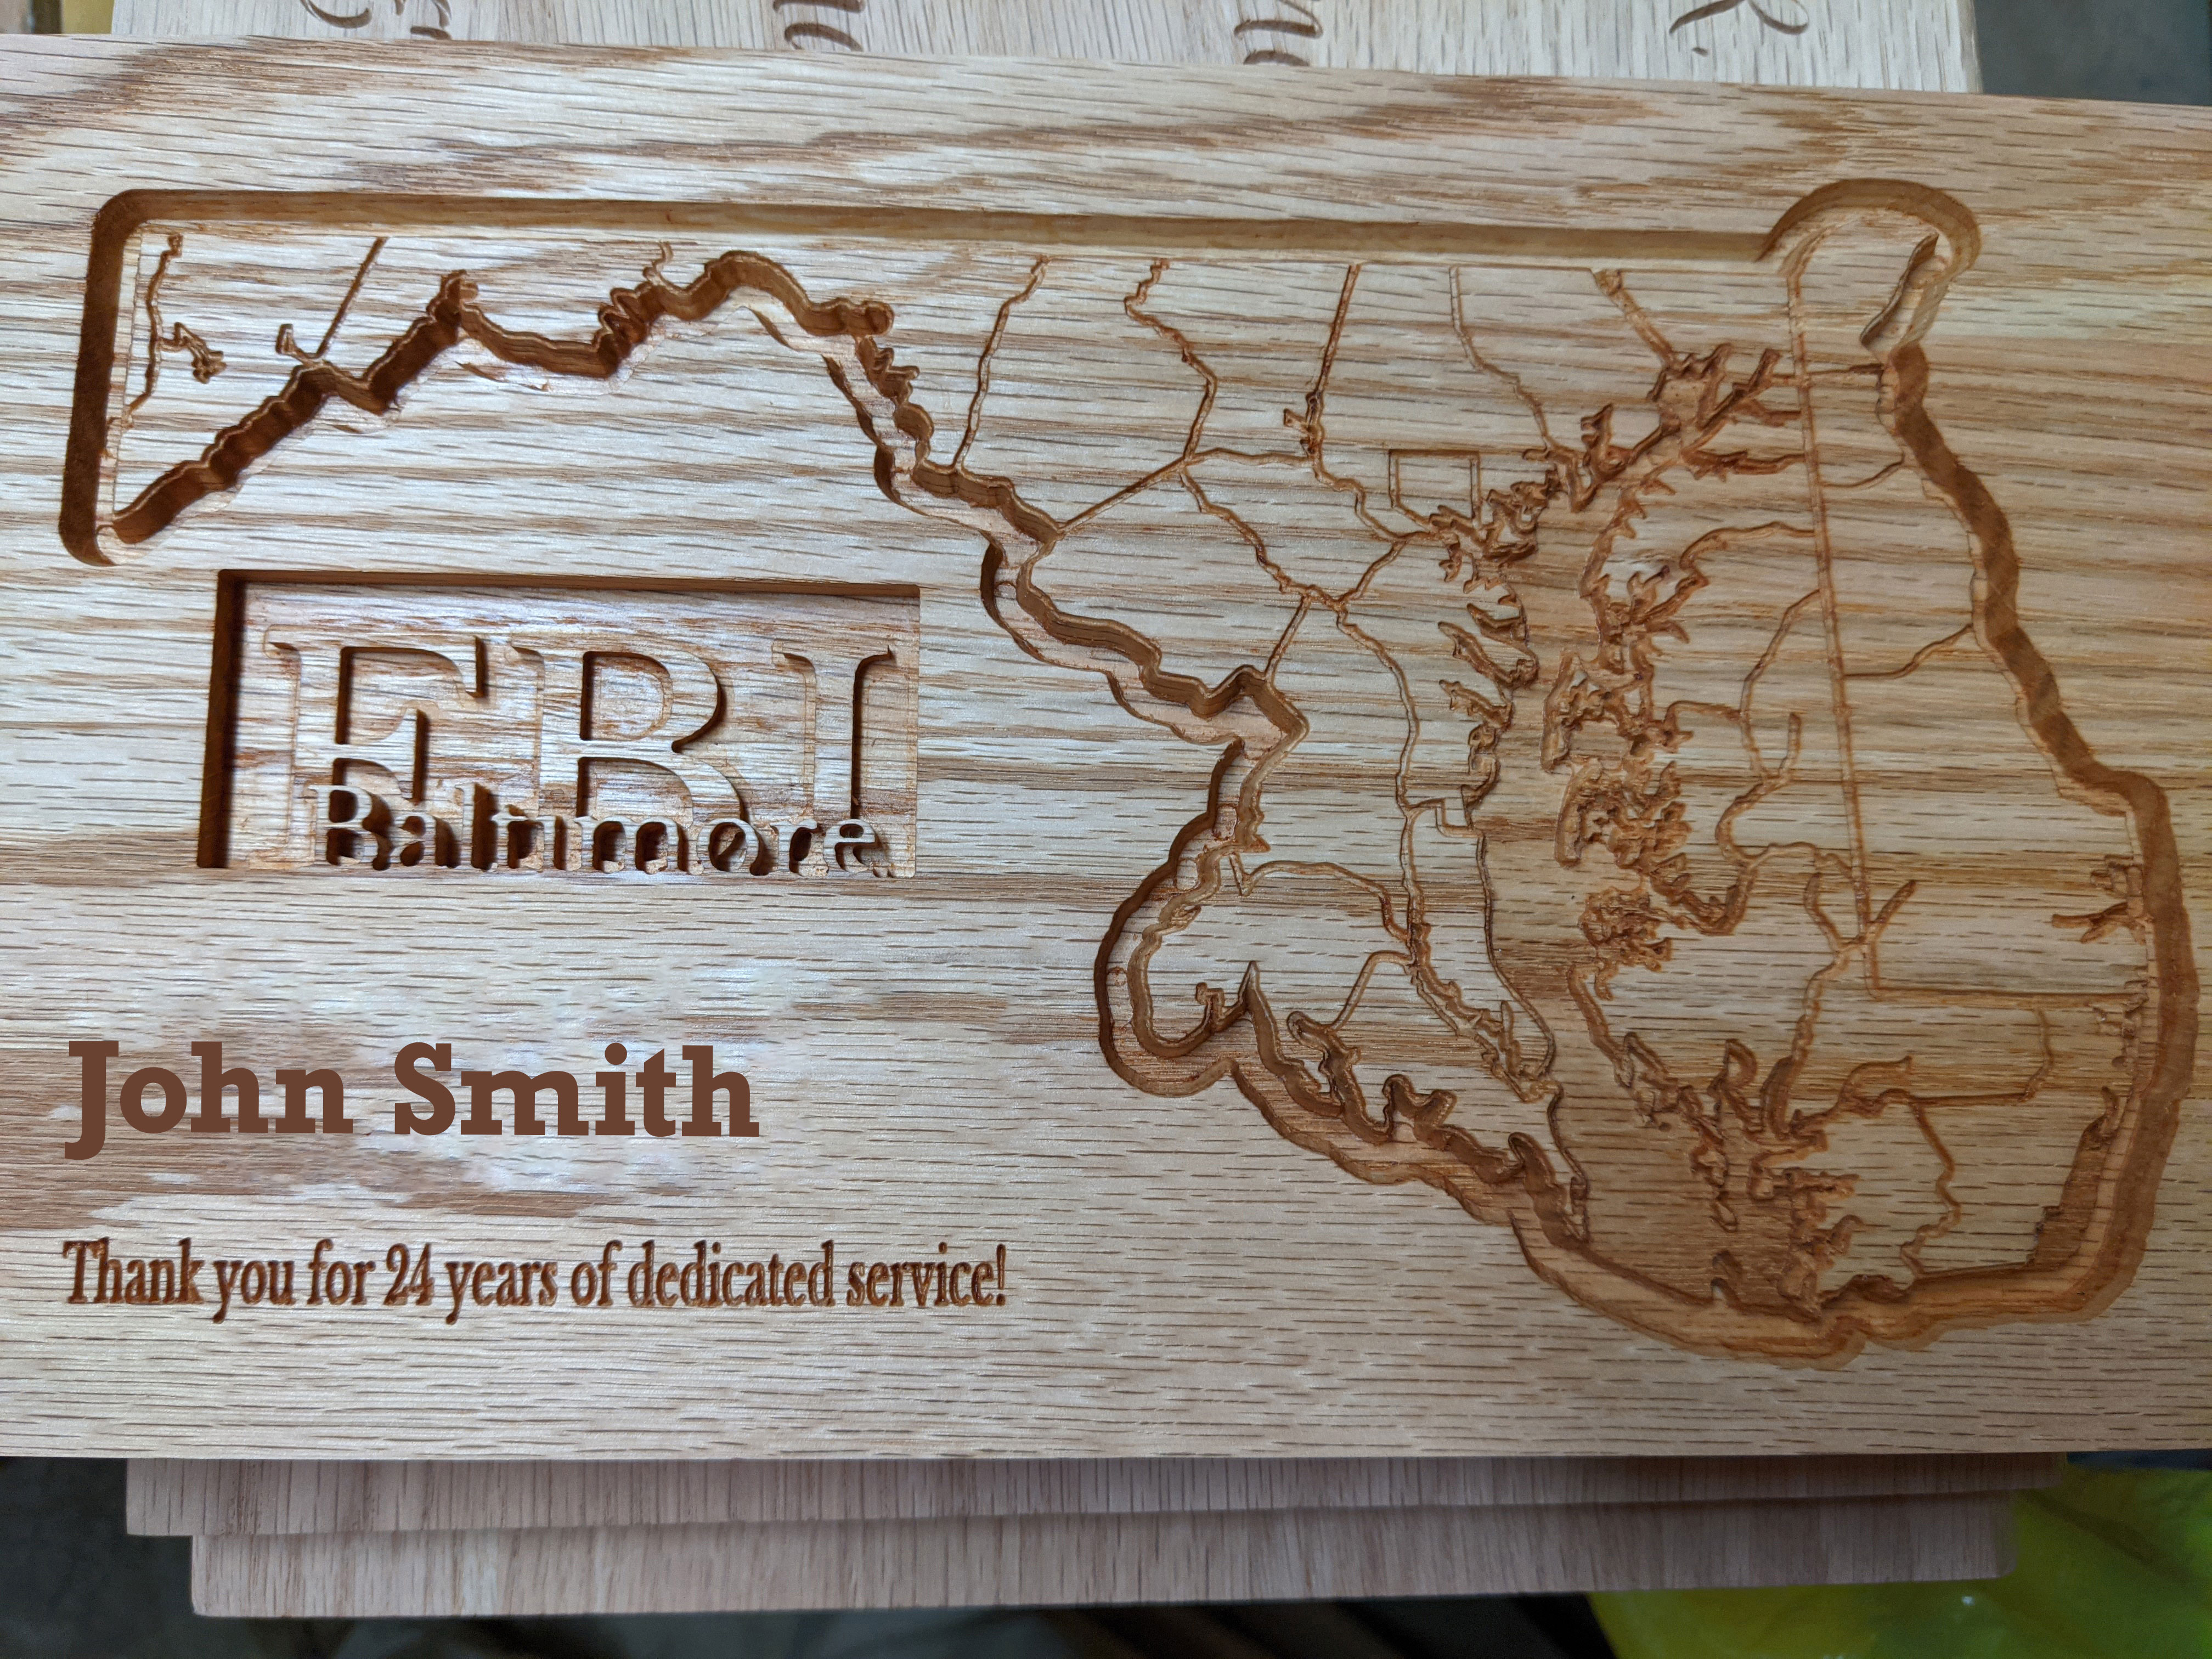 FBI
Baltimore
John Smith
Thank you for 24 years of dedicated service!